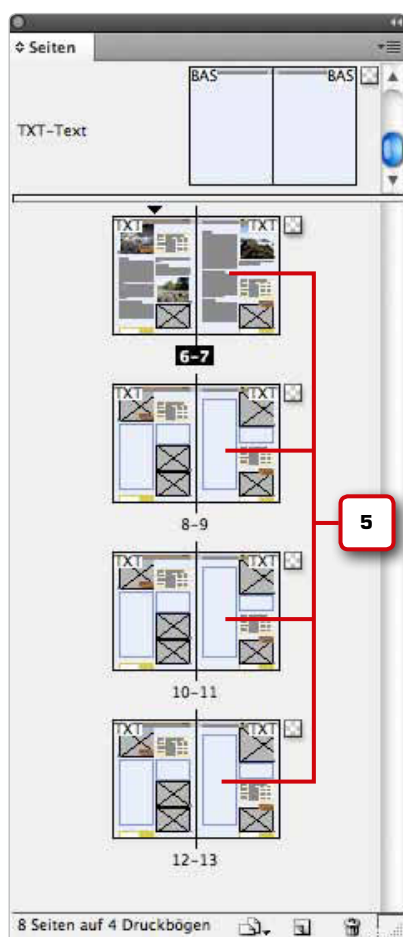 Seiten
BAS BAS
TXT-Text
TXT TXT
6-7
TXT TXT
8-9
5
TXT TXT
10-11
TXT TXT
12-13
8 Seiten auf 4 Druckbögen